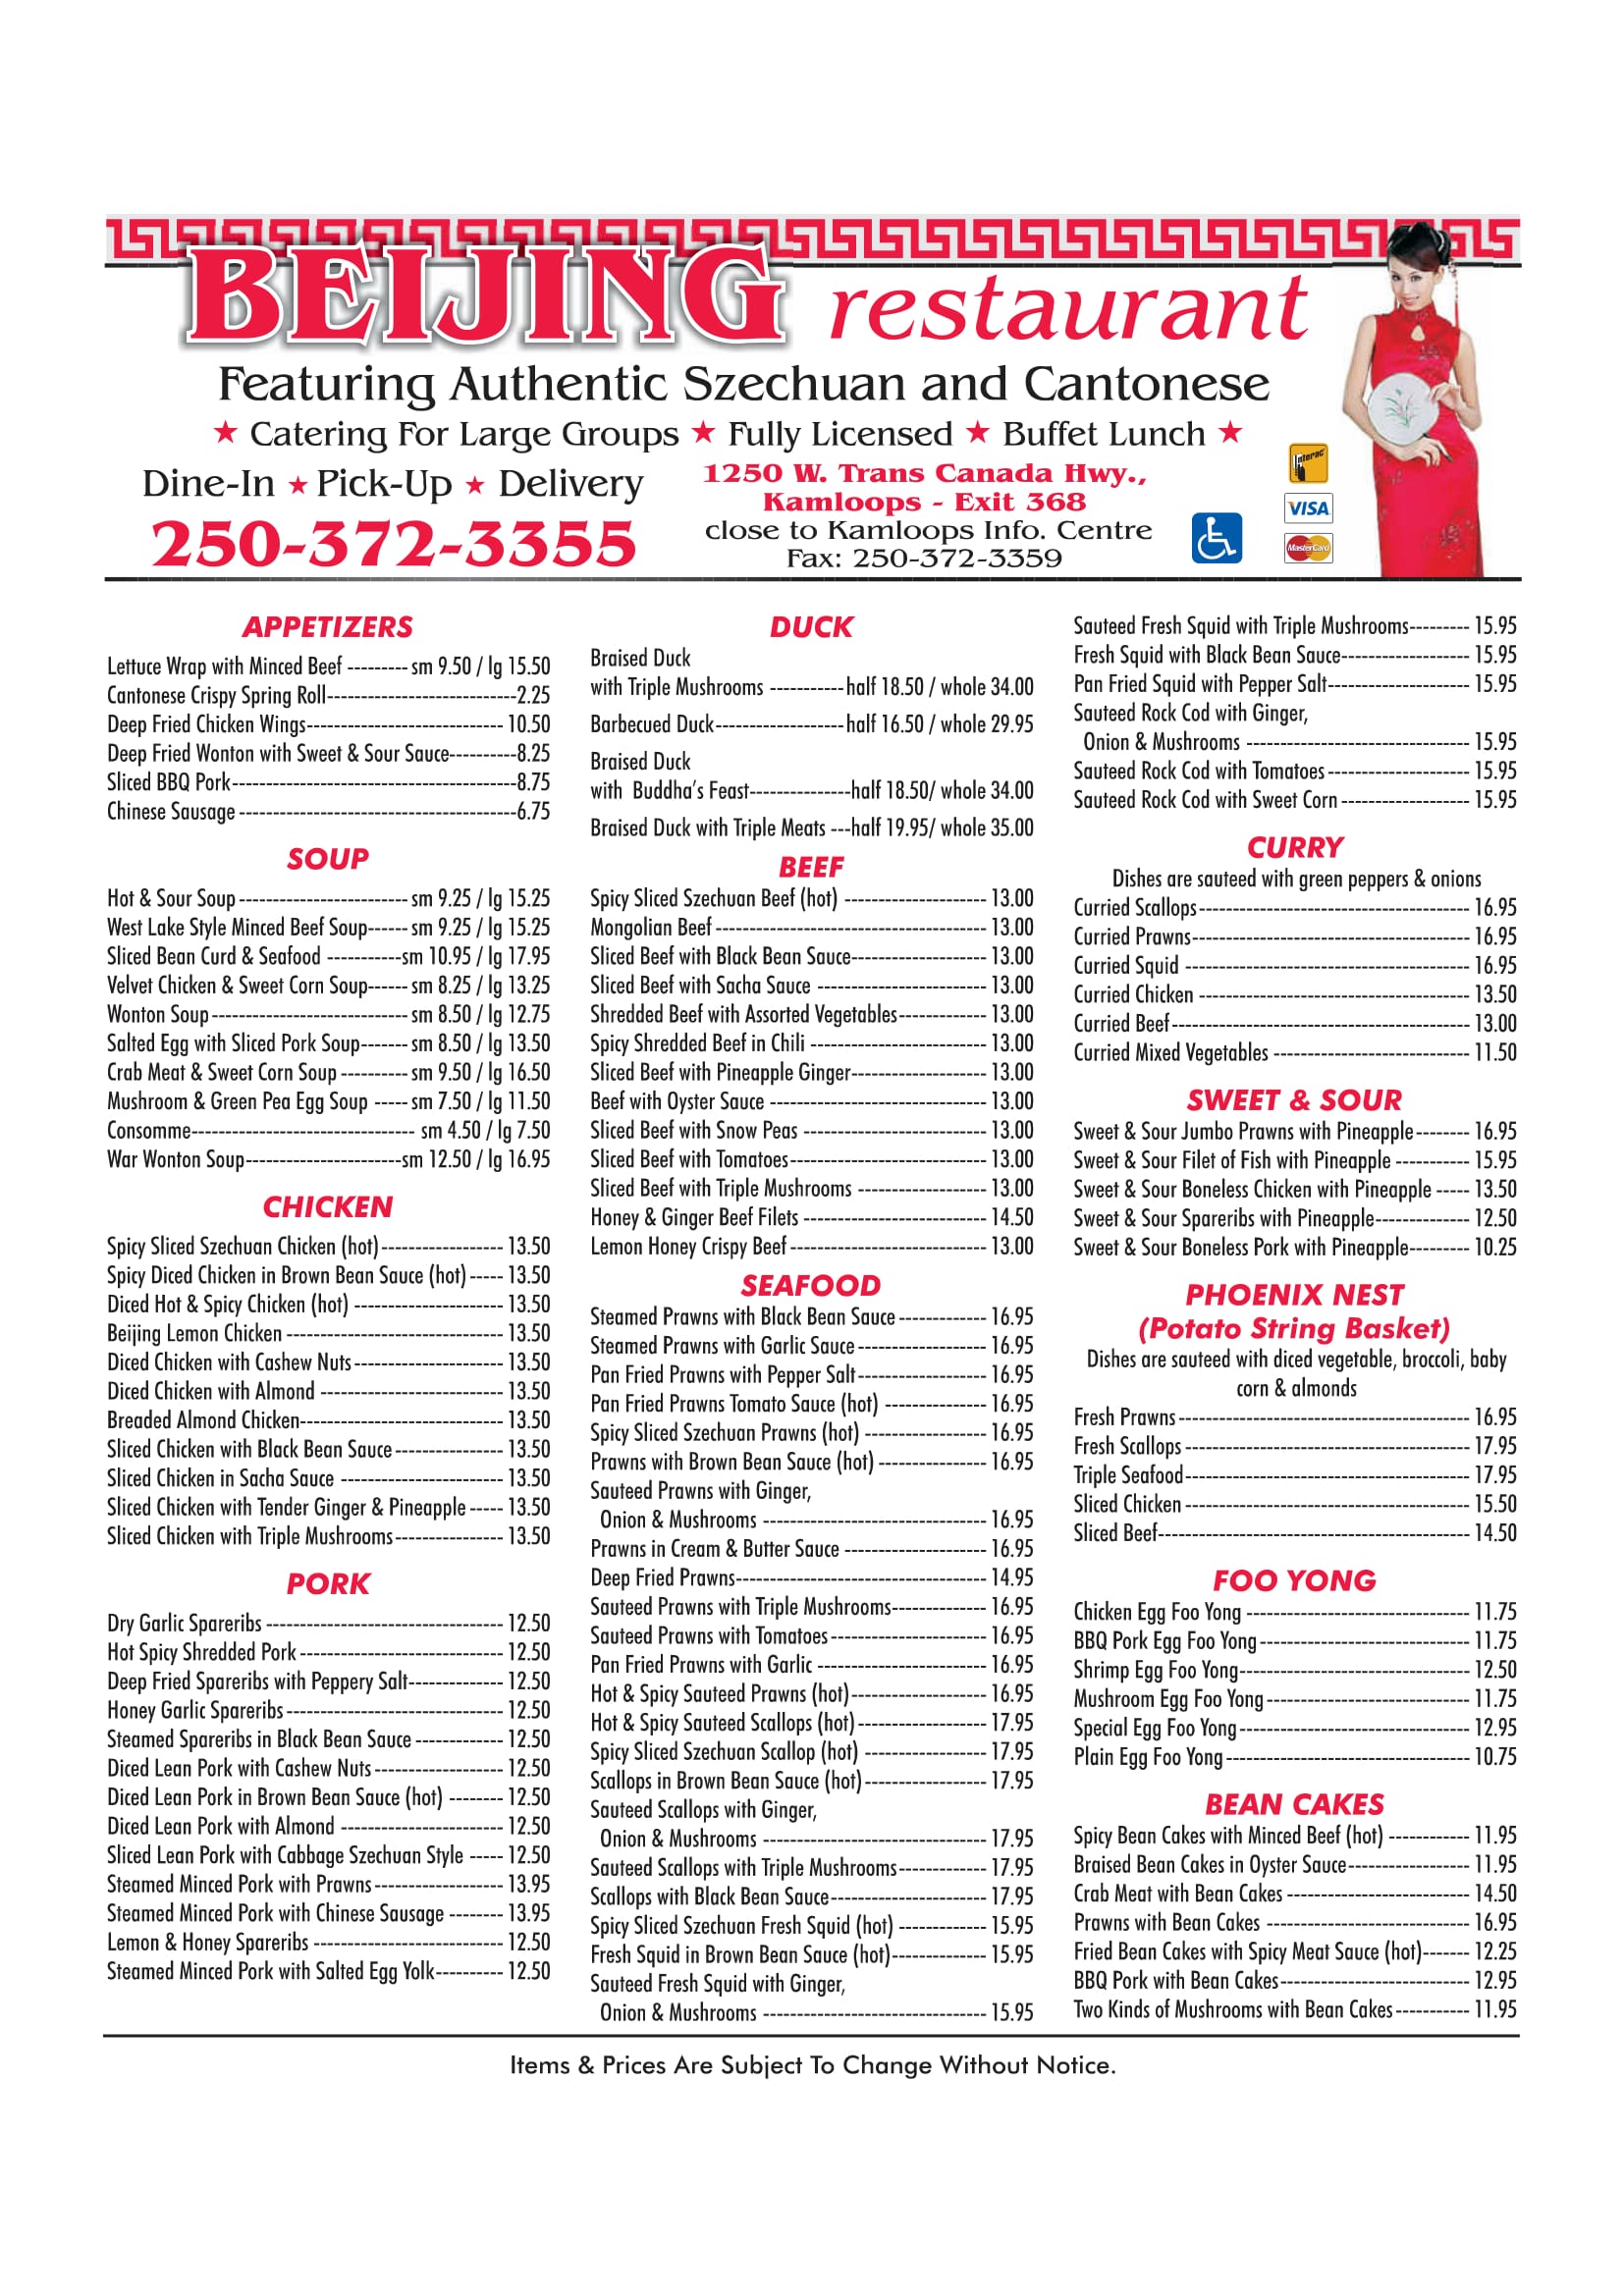 BEIJING restaurant
Featuring Authentic Szechuan and Cantonese
★ Catering For Large Groups ★ Fully Licensed ★ Buffet Lunch ★
Dine-In ★ Pick-Up ★ Delivery
250-372-3355
1250 W. Trans Canada Hwy.,
Kamloops - Exit 368
close to Kamloops Info. Centre
Fax: 250-372-3359
Interac
VISA
MasterCard
APPETIZERS
Lettuce Wrap with Minced Beef --------- sm 9.50 / lg 15.50
Cantonese Crispy Spring Roll----------------------------2.25
Deep Fried Chicken Wings----------------------------- 10.50
Deep Fried Wonton with Sweet & Sour Sauce----------8.25
Sliced BBQ Pork------------------------------------------8.75
Chinese Sausage -----------------------------------------6.75
SOUP
Hot & Sour Soup ------------------------- sm 9.25 / lg 15.25
West Lake Style Minced Beef Soup------ sm 9.25 / lg 15.25
Sliced Bean Curd & Seafood -----------sm 10.95 / lg 17.95
Velvet Chicken & Sweet Corn Soup------ sm 8.25 / lg 13.25
Wonton Soup----------------------------- sm 8.50 / lg 12.75
Salted Egg with Sliced Pork Soup------- sm 8.50 / lg 13.50
Crab Meat & Sweet Corn Soup ---------- sm 9.50 / lg 16.50
Mushroom & Green Pea Egg Soup ----- sm 7.50 / lg 11.50
Consomme--------------------------------- sm 4.50 / lg 7.50
War Wonton Soup-----------------------sm 12.50 / lg 16.95
CHICKEN
Spicy Sliced Szechuan Chicken (hot)------------------ 13.50
Spicy Diced Chicken in Brown Bean Sauce (hot)----- 13.50
Diced Hot & Spicy Chicken (hot) ---------------------- 13.50
Beijing Lemon Chicken -------------------------------- 13.50
Diced Chicken with Cashew Nuts---------------------- 13.50
Diced Chicken with Almond --------------------------- 13.50
Breaded Almond Chicken------------------------------ 13.50
Sliced Chicken with Black Bean Sauce---------------- 13.50
Sliced Chicken in Sacha Sauce ------------------------ 13.50
Sliced Chicken with Tender Ginger & Pineapple ----- 13.50
Sliced Chicken with Triple Mushrooms---------------- 13.50
PORK
Dry Garlic Spareribs ----------------------------------- 12.50
Hot Spicy Shredded Pork ------------------------------ 12.50
Deep Fried Spareribs with Peppery Salt-------------- 12.50
Honey Garlic Spareribs-------------------------------- 12.50
Steamed Spareribs in Black Bean Sauce ------------- 12.50
Diced Lean Pork with Cashew Nuts------------------- 12.50
Diced Lean Pork in Brown Bean Sauce (hot) -------- 12.50
Diced Lean Pork with Almond ------------------------ 12.50
Sliced Lean Pork with Cabbage Szechuan Style ----- 12.50
Steamed Minced Pork with Prawns------------------- 13.95
Steamed Minced Pork with Chinese Sausage -------- 13.95
Lemon & Honey Spareribs ---------------------------- 12.50
Steamed Minced Pork with Salted Egg Yolk---------- 12.50
DUCK
Braised Duck
with Triple Mushrooms -----------half 18.50 / whole 34.00
Barbecued Duck-------------------half 16.50 / whole 29.95
Braised Duck
with Buddha's Feast---------------half 18.50/ whole 34.00
Braised Duck with Triple Meats ---half 19.95/ whole 35.00
BEEF
Spicy Sliced Szechuan Beef (hot) --------------------- 13.00
Mongolian Beef ---------------------------------------- 13.00
Sliced Beef with Black Bean Sauce-------------------- 13.00
Sliced Beef with Sacha Sauce ------------------------- 13.00
Shredded Beef with Assorted Vegetables------------- 13.00
Spicy Shredded Beef in Chili -------------------------- 13.00
Sliced Beef with Pineapple Ginger-------------------- 13.00
Beef with Oyster Sauce -------------------------------- 13.00
Sliced Beef with Snow Peas --------------------------- 13.00
Sliced Beef with Tomatoes----------------------------- 13.00
Sliced Beef with Triple Mushrooms ------------------- 13.00
Honey & Ginger Beef Filets --------------------------- 14.50
Lemon Honey Crispy Beef----------------------------- 13.00
SEAFOOD
Steamed Prawns with Black Bean Sauce------------- 16.95
Steamed Prawns with Garlic Sauce------------------- 16.95
Pan Fried Prawns with Pepper Salt------------------- 16.95
Pan Fried Prawns Tomato Sauce (hot) --------------- 16.95
Spicy Sliced Szechuan Prawns (hot) ------------------ 16.95
Prawns with Brown Bean Sauce (hot)---------------- 16.95
Sauteed Prawns with Ginger,
Onion & Mushrooms --------------------------------- 16.95
Prawns in Cream & Butter Sauce --------------------- 16.95
Deep Fried Prawns------------------------------------- 14.95
Sauteed Prawns with Triple Mushrooms-------------- 16.95
Sauteed Prawns with Tomatoes----------------------- 16.95
Pan Fried Prawns with Garlic ------------------------- 16.95
Hot & Spicy Sauteed Prawns (hot)-------------------- 16.95
Hot & Spicy Sauteed Scallops (hot)------------------- 17.95
Spicy Sliced Szechuan Scallop (hot) ------------------ 17.95
Scallops in Brown Bean Sauce (hot)------------------ 17.95
Sauteed Scallops with Ginger,
Onion & Mushrooms --------------------------------- 17.95
Sauteed Scallops with Triple Mushrooms------------- 17.95
Scallops with Black Bean Sauce----------------------- 17.95
Spicy Sliced Szechuan Fresh Squid (hot) ------------- 15.95
Fresh Squid in Brown Bean Sauce (hot)-------------- 15.95
Sauteed Fresh Squid with Ginger,
Onion & Mushrooms --------------------------------- 15.95
Sauteed Fresh Squid with Triple Mushrooms--------- 15.95
Fresh Squid with Black Bean Sauce------------------- 15.95
Pan Fried Squid with Pepper Salt--------------------- 15.95
Sauteed Rock Cod with Ginger,
Onion & Mushrooms --------------------------------- 15.95
Sauteed Rock Cod with Tomatoes--------------------- 15.95
Sauteed Rock Cod with Sweet Corn ------------------- 15.95
CURRY
Dishes are sauteed with green peppers & onions
Curried Scallops---------------------------------------- 16.95
Curried Prawns----------------------------------------- 16.95
Curried Squid ------------------------------------------ 16.95
Curried Chicken ---------------------------------------- 13.50
Curried Beef-------------------------------------------- 13.00
Curried Mixed Vegetables ----------------------------- 11.50
SWEET & SOUR
Sweet & Sour Jumbo Prawns with Pineapple-------- 16.95
Sweet & Sour Filet of Fish with Pineapple ----------- 15.95
Sweet & Sour Boneless Chicken with Pineapple ----- 13.50
Sweet & Sour Spareribs with Pineapple-------------- 12.50
Sweet & Sour Boneless Pork with Pineapple--------- 10.25
PHOENIX NEST
(Potato String Basket)
Dishes are sauteed with diced vegetable, broccoli, baby
corn & almonds
Fresh Prawns------------------------------------------- 16.95
Fresh Scallops ------------------------------------------ 17.95
Triple Seafood------------------------------------------ 17.95
Sliced Chicken ------------------------------------------ 15.50
Sliced Beef---------------------------------------------- 14.50
FOO YONG
Chicken Egg Foo Yong --------------------------------- 11.75
BBQ Pork Egg Foo Yong------------------------------- 11.75
Shrimp Egg Foo Yong---------------------------------- 12.50
Mushroom Egg Foo Yong------------------------------ 11.75
Special Egg Foo Yong---------------------------------- 12.95
Plain Egg Foo Yong------------------------------------ 10.75
BEAN CAKES
Spicy Bean Cakes with Minced Beef (hot) ------------ 11.95
Braised Bean Cakes in Oyster Sauce------------------ 11.95
Crab Meat with Bean Cakes --------------------------- 14.50
Prawns with Bean Cakes ------------------------------ 16.95
Fried Bean Cakes with Spicy Meat Sauce (hot)------- 12.25
BBQ Pork with Bean Cakes---------------------------- 12.95
Two Kinds of Mushrooms with Bean Cakes----------- 11.95
Items & Prices Are Subject To Change Without Notice.